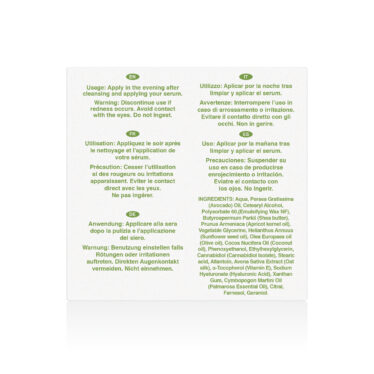 EN
Usage: Apply in the evening after
cleansing and applying your serum.
Warning: Discontinue use if
redness occurs. Avoid contact
with the eyes. Do not Ingest.
FR
Utilisation: Appliquez le soir après
le nettoyage et l'application de
votre sérum.
Précaution: Cesser l'utilisation
si des rougeurs ou irritations
apparaissent. Eviter le contact
direct avec les yeux.
Ne pas ingérer.
DE
Anwendung: Applicare alla sera
dopo la pulizia e l'applicazione
dei siero.
Warnung: Benutzung einstellen falls
Rötungen oder irritationen
auftreten. Direkten Augenkontakt
vermeiden. Nicht einnehmen.
IT
Utilizzo: Aplicar por la noche tras
limpiar y aplicar el serum.
Avvertenze: Interrompere l'uso in
caso di arrossamento o irritazione.
Evitare il contatto diretto con gli
occhi. Non in gerire.
ES
Uso: Aplicar por la mañana tras
limpiar y aplicar el serum.
Precauciones: Suspender su
uso en caso de producirse
enrojecimiento o irritación.
Eviatre el contacto con
los ojos. No ingerir.
INGREDIENTS: Aqua, Persea Gratissima
(Avocado) Oil, Cetearyl Alcohol,
Polysorbate 60,(Emulsifying Wax NF),
Butyrospermum Parkii (Shea butter),
Prunus Armeniaca (Apricot kernel oil),
Vegetable Glycerine, Helianthus Annuus
(Sunflower seed oil), Olea Europaea oil
(Olive oil), Cocos Nucifera Oil (Coconut
oil), Phenoxyethanol, Ethylhexylglycerin,
Cannabidiol (Cannabidiol Isolate), Stearic
acid, Allantoin, Avena Sativa Extract (Oat
silk), α-Tocopherol (Vitamin E), Sodium
Hyaluronate (Hyaluronic Acid), Xanthan
Gum, Cymbopogon Martini Oil
(Palmarosa Essential Oil), Citral,
Farnesol, Geraniol.